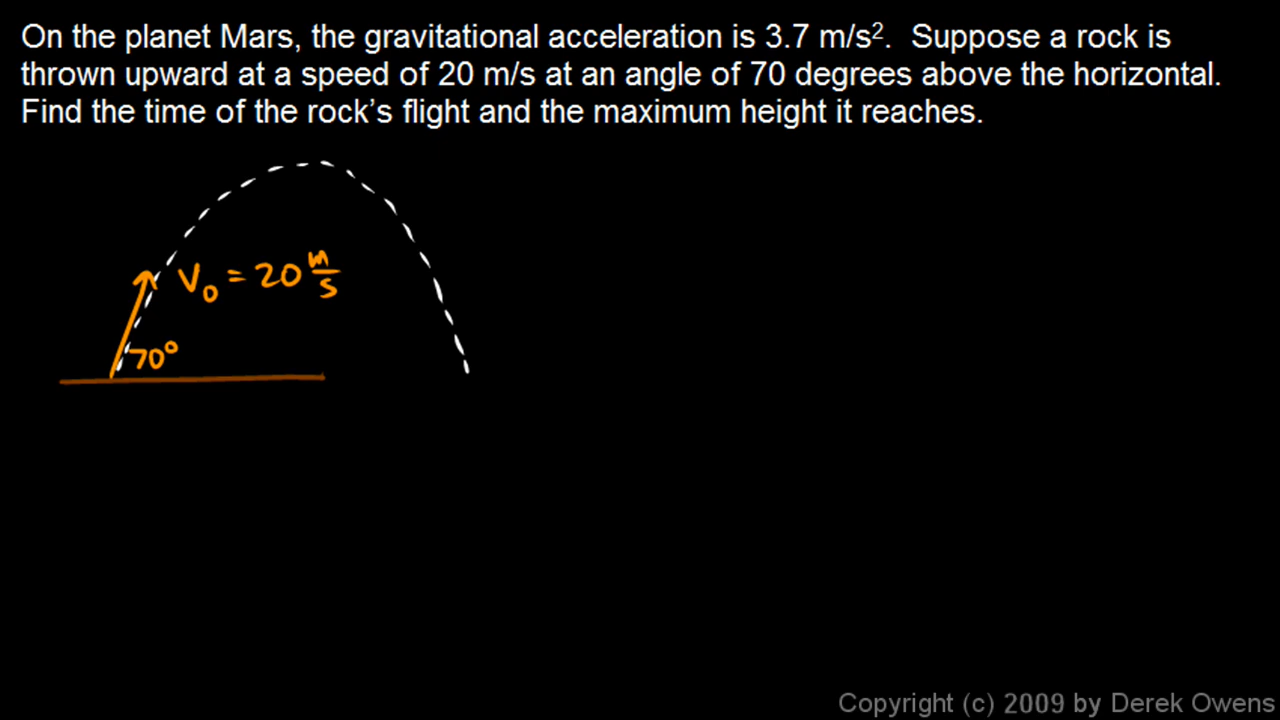 On the planet Mars, the gravitational acceleration is 3.7 m/s². Suppose a rock is
thrown upward at a speed of 20 m/s at an angle of 70 degrees above the horizontal.
Find the time of the rock’s flight and the maximum height it reaches.
V₀ = 20 m/s
70°
Copyright (c) 2009 by Derek Owens